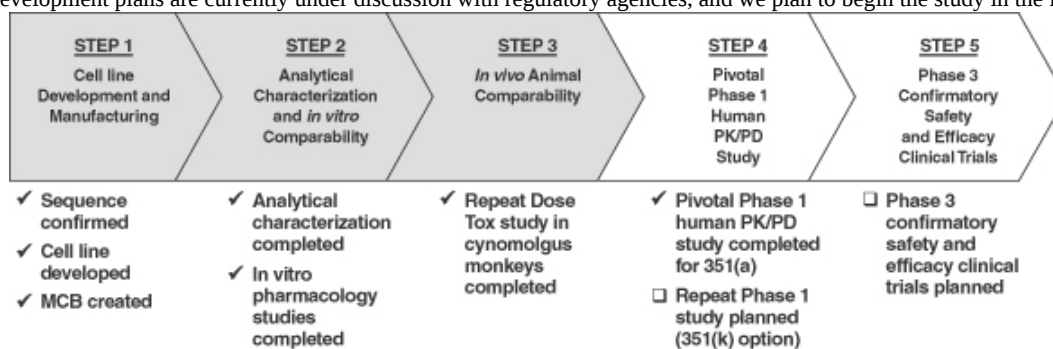 evelopment plans are currently under discussion with regulatory agencies, and we plan to begin the study in the
STEP 1
Cell line
Development and
Manufacturing
STEP 2
Analytical
Characterization
and in vitro
Comparability
STEP 3
In vivo Animal
Comparability
STEP 4
Pivotal
Phase 1
Human
PK/PD
Study
STEP 5
Phase 3
Confirmatory
Safety
and Efficacy
Clinical Trials
✓ Sequence
confirmed
✓ Cell line
developed
✓ MCB created
✓ Analytical
characterization
completed
✓ In vitro
pharmacology
studies
completed
✓ Repeat Dose
Tox study in
cynomolgus
monkeys
completed
✓ Pivotal Phase 1
human PK/PD
study completed
for 351(a)
❑ Repeat Phase 1
study planned
(351(k) option)
❑ Phase 3
confirmatory
safety and
efficacy clinical
trials planned